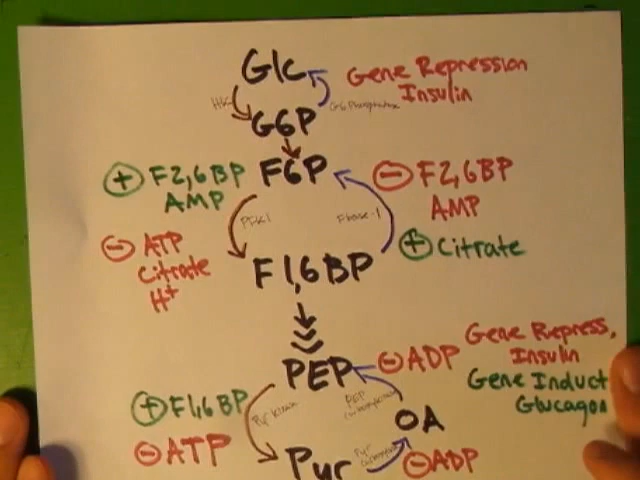 Glc
Gene Repression
Insulin
HK
G6 Phosphatase
G6P
+ F2,6BP
AMP
F6P
- F2,6BP
AMP
PFK1
Fbase-1
- ATP
Citrate
H+
+ Citrate
F1,6BP
PEP
- ADP
Gene Repress,
Insulin
Gene Induct
Glucagon
+ F1,6BP
Pyr kinase
PEP
OA
- ATP
Pyr
Pyr
- ADP